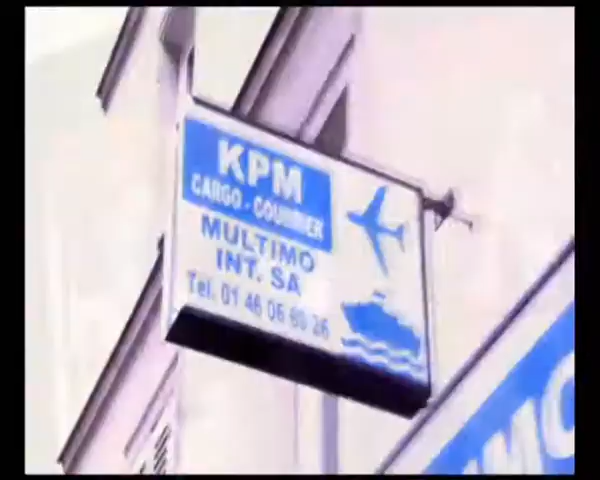 KPM
CARGO - COURRIER
MULTIMO
INT. SA
Tel. 01 46 06 60 26